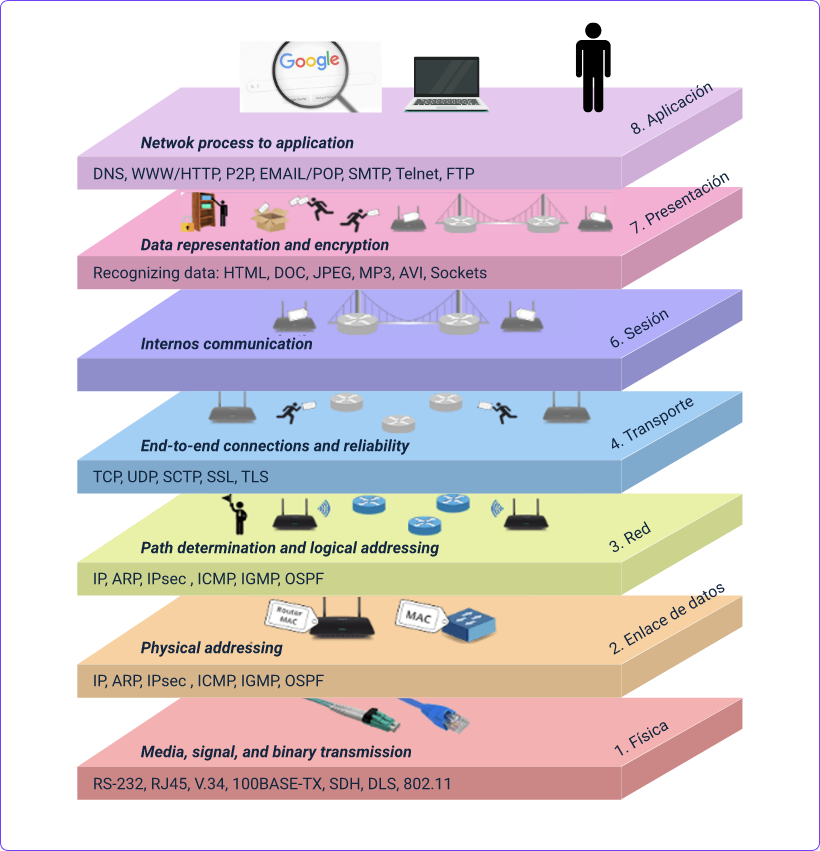 Google
8. Aplicación
Netwok process to application
DNS, WWW/HTTP, P2P, EMAIL/POP, SMTP, Telnet, FTP
7. Presentación
Data representation and encryption
Recognizing data: HTML, DOC, JPEG, MP3, AVI, Sockets
6. Sesión
Internos communication
4. Transporte
End-to-end connections and reliability
TCP, UDP, SCTP, SSL, TLS
3. Red
Path determination and logical addressing
IP, ARP, IPsec , ICMP, IGMP, OSPF
2. Enlace de datos
Router
MAC
MAC
Physical addressing
IP, ARP, IPsec , ICMP, IGMP, OSPF
1. Física
Media, signal, and binary transmission
RS-232, RJ45, V.34, 100BASE-TX, SDH, DLS, 802.11